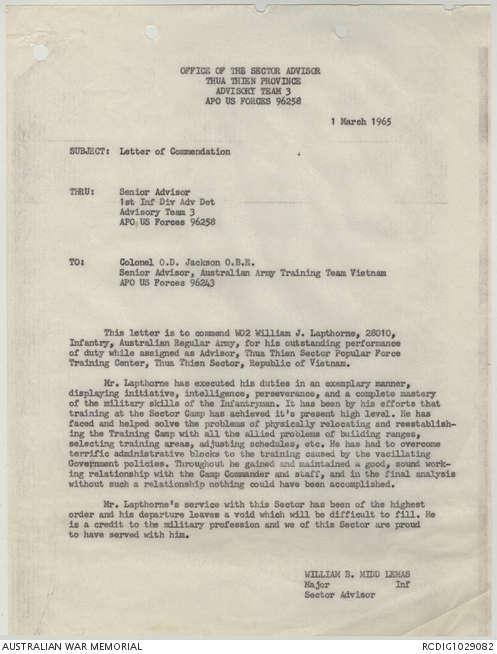 OFFICE OF THE SECTOR ADVISOR
THUA THIEN PROVINCE
ADVISORY TEAM 3
APO US FORCES 96258
1 March 1965
SUBJECT: Letter of Commendation
THRU: Senior Advisor
1st Inf Div Adv Det
Advisory Team 3
APO US Forces 96258
TO: Colonel O.D. Jackson O.B.E.
Senior Advisor, Australian Army Training Team Vietnam
APO US Forces 96243
This letter is to commend WO2 William J. Lapthorne, 28010,
Infantry, Australian Regular Army, for his outstanding performance
of duty while assigned as Advisor, Thua Thien Sector Popular Force
Training Center, Thua Thien Sector, Republic of Vietnam.
Mr. Lapthorne has executed his duties in an exemplary manner,
displaying initiative, intelligence, perseverance, and a complete mastery
of the military skills of the Infantryman. It has been by his efforts that
training at the Sector Camp has achieved it's present high level. He has
faced and helped solve the problems of physically relocating and reestablish-
ing the Training Camp with all the allied problems of building ranges,
selecting training areas, adjusting schedules, etc. He has had to overcome
terrific administrative blocks to the training caused by the vacillating
Government policies. Throughout he gained and maintained a good, sound work-
ing relationship with the Camp Commander and staff, and in the final analysis
without such a relationship nothing could have been accomplished.
Mr. Lapthorne's service with this Sector has been of the highest
order and his departure leaves a void which will be difficult to fill. He
is a credit to the military profession and we of this Sector are proud
to have served with him.
WILLIAM B. MIDD LEMAS
Major Inf
Sector Advisor
AUSTRALIAN WAR MEMORIAL RCDIG1029082